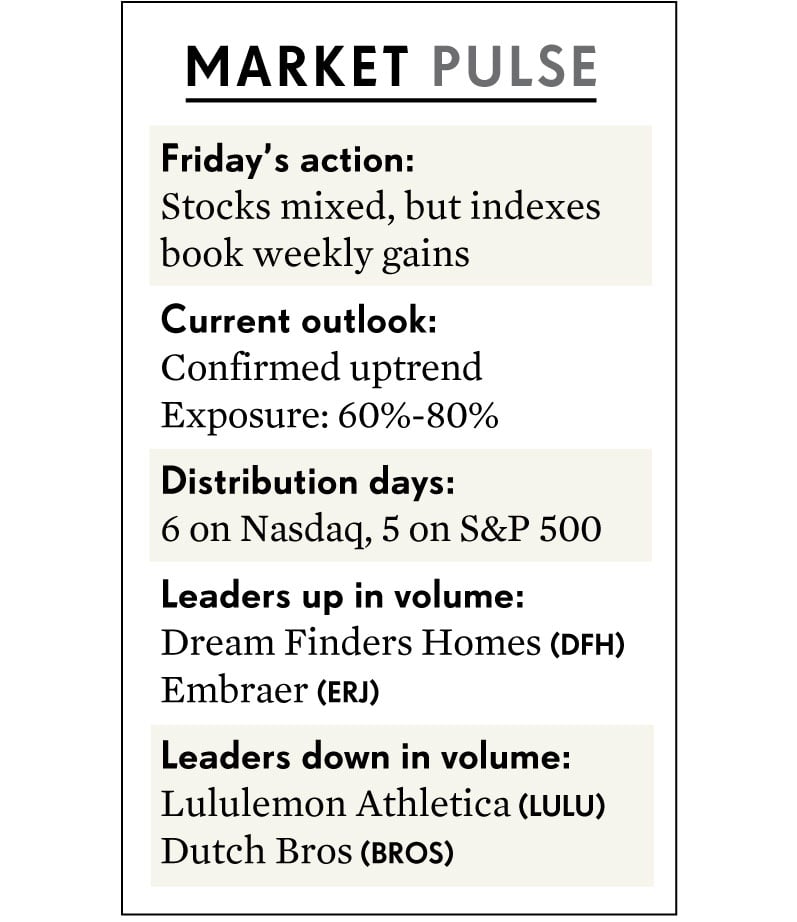 MARKET PULSE
Friday's action:
Stocks mixed, but indexes
book weekly gains
Current outlook:
Confirmed uptrend
Exposure: 60%-80%
Distribution days:
6 on Nasdaq, 5 on S&P 500
Leaders up in volume:
Dream Finders Homes (DFH)
Embraer (ERJ)
Leaders down in volume:
Lululemon Athletica (LULU)
Dutch Bros (BROS)